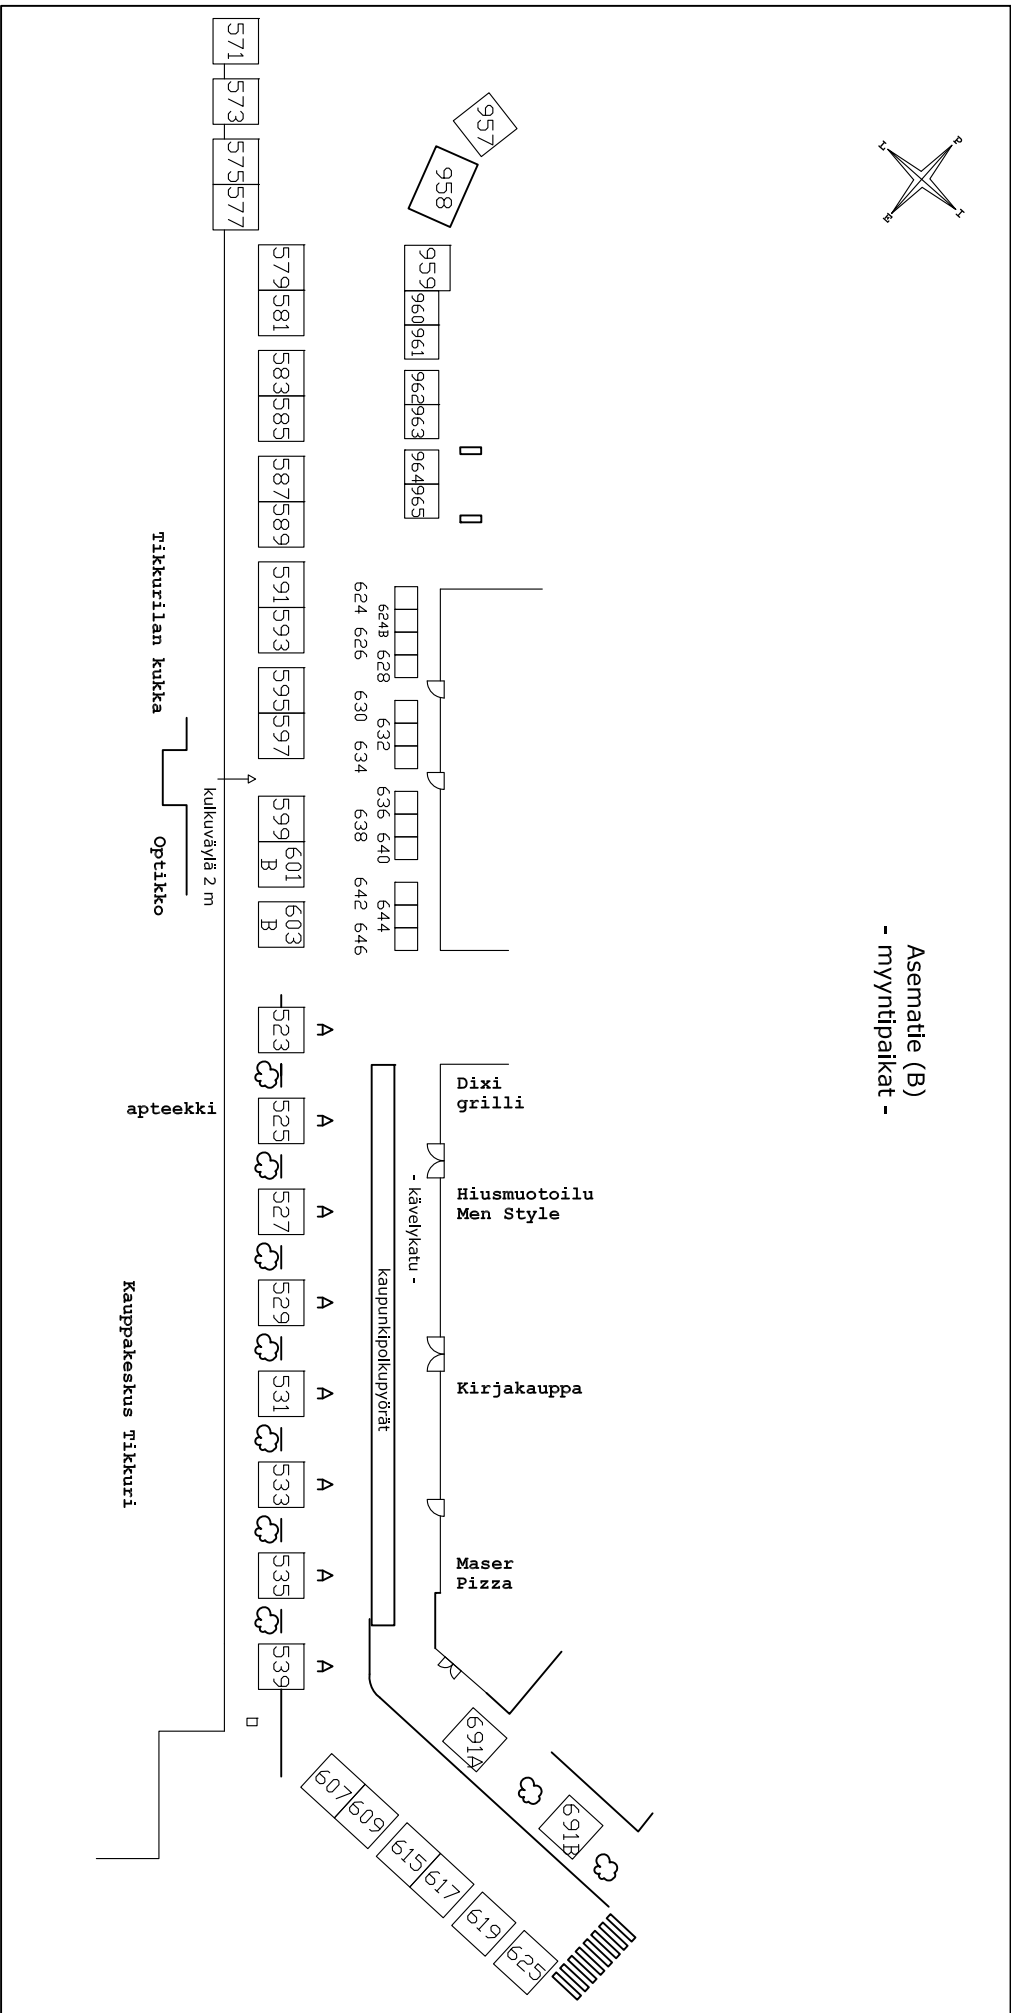 Asematie (B)
- myyntipaikat -
P
L
I
E
571
573
575
577
957
958
959
960
961
962
963
964
965
579
581
583
585
587
589
591
593
595
597
599
601
B
603
B
624
624B
626
628
630
632
634
636
638
640
642
644
646
Tikkurilan kukka
Optikko
kulkuväylä 2 m
523
A
525
A
527
A
529
A
531
A
533
A
535
A
539
A
apteekki
Kauppakeskus Tikkuri
kaupunkipolkupyörät
- kävelykatu -
Dixi
grilli
Hiusmuotoilu
Men Style
Kirjakauppa
Maser
Pizza
691A
691B
607
609
615
617
619
625